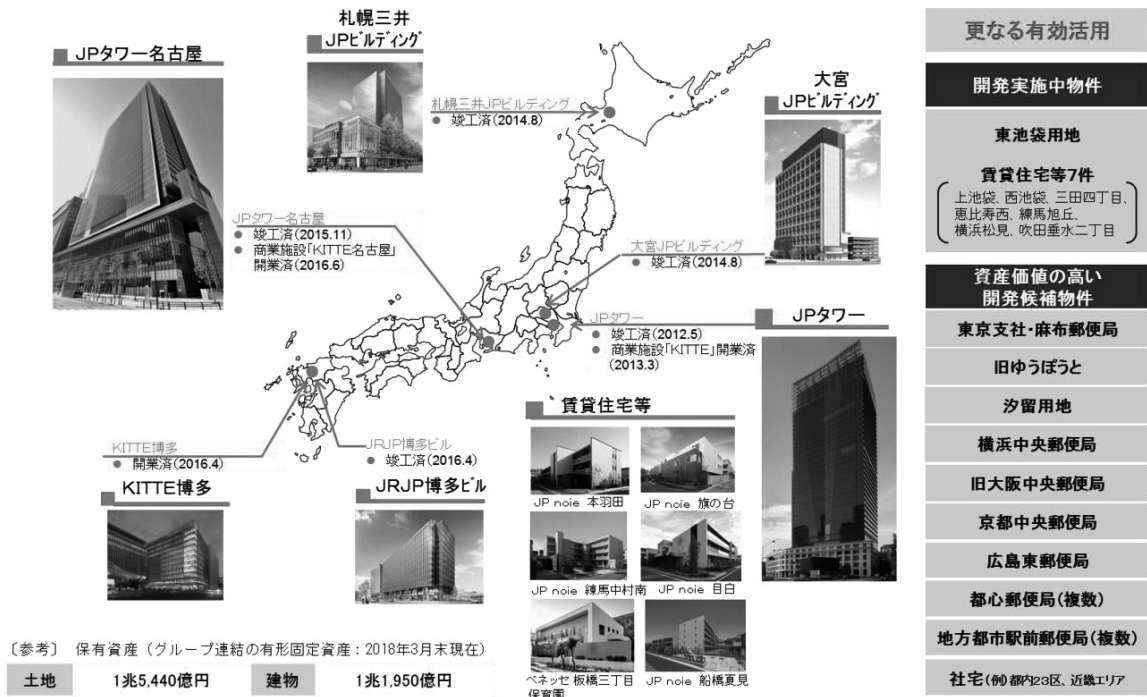 JPタワー名古屋
札幌三井
JPビルディング
札幌三井JPビルディング
竣工済(2014.8)
大宮
JPビルディング
JPタワー名古屋
竣工済(2015.11)
商業施設「KITTE名古屋」
開業済(2016.6)
大宮JPビルディング
竣工済(2014.8)
JPタワー
竣工済(2012.5)
商業施設「KITTE」開業済
(2013.3)
JPタワー
KITTE博多
開業済(2016.4)
JRJP博多ビル
竣工済(2016.4)
KITTE博多
JRJP博多ビル
賃貸住宅等
JP noie 本羽田
JP noie 旗の台
JP noie 練馬中村南
JP noie 目白
ベネッセ 板橋三丁目
保育園
JP noie 船橋夏見
〔参考〕 保有資産（グループ連結の有形固定資産：2018年3月末現在）
土地
1兆5,440億円
建物
1兆1,950億円
更なる有効活用
開発実施中物件
東池袋用地
賃貸住宅等7件
上池袋、西池袋、三田四丁目、
恵比寿西、練馬旭丘、
横浜松見、吹田垂水二丁目
資産価値の高い
開発候補物件
東京支社・麻布郵便局
旧ゆうぽうと
汐留用地
横浜中央郵便局
旧大阪中央郵便局
京都中央郵便局
広島東郵便局
都心郵便局(複数)
地方都市駅前郵便局(複数)
社宅(例)都内23区、近畿エリア